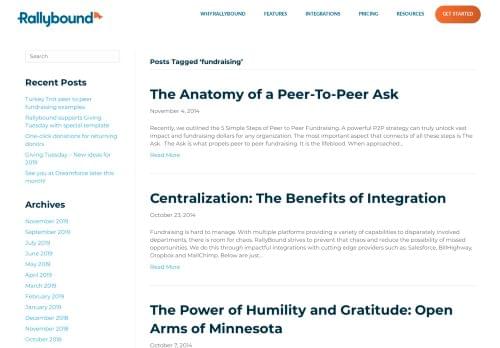 Rallybound
WHY RALLYBOUND
FEATURES
INTEGRATIONS
PRICING
RESOURCES
GET STARTED
Search
Recent Posts
Turkey Trot peer to peer
fundraising examples
Rallybound supports Giving
Tuesday with special template
One-click donations for returning
donors
Giving Tuesday – New ideas for
2019
See you at Dreamforce later this
month!
Archives
November 2019
September 2019
July 2019
June 2019
May 2019
April 2019
March 2019
February 2019
January 2019
December 2018
November 2018
October 2018
Posts Tagged ‘fundraising’
The Anatomy of a Peer-To-Peer Ask
November 4, 2014
Recently, we outlined the 5 Simple Steps of Peer to Peer Fundraising. A powerful P2P strategy can truly unlock vast
impact and fundraising dollars for any organization. The most important aspect that connects of all these steps is The
Ask. The Ask is what propels peer to peer fundraising. It is the lifeblood. When approached...
Read More
Centralization: The Benefits of Integration
October 23, 2014
Fundraising is hard to manage. With multiple platforms providing a variety of capabilities to disparately involved
departments, there is room for chaos. RallyBound strives to prevent that chaos and reduce the possibility of missed
opportunities. We do this through impactful integrations with cutting edge providers such as: Salesforce, BillHighway,
Dropbox and MailChimp. Below are just...
Read More
The Power of Humility and Gratitude: Open
Arms of Minnesota
October 7, 2014